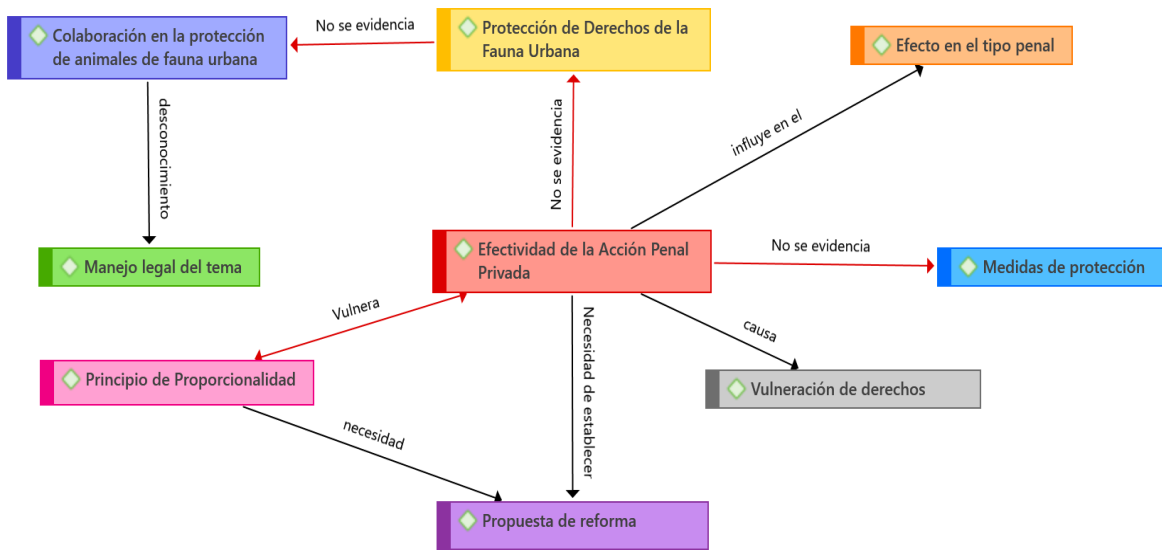 Colaboración en la protección
de animales de fauna urbana
No se evidencia
Protección de Derechos de la
Fauna Urbana
Efecto en el tipo penal
desconocimiento
No se evidencia
influye en el
Manejo legal del tema
Efectividad de la Acción Penal
Privada
No se evidencia
Medidas de protección
Vulnera
Necesidad de establecer
causa
Principio de Proporcionalidad
Vulneración de derechos
necesidad
Propuesta de reforma